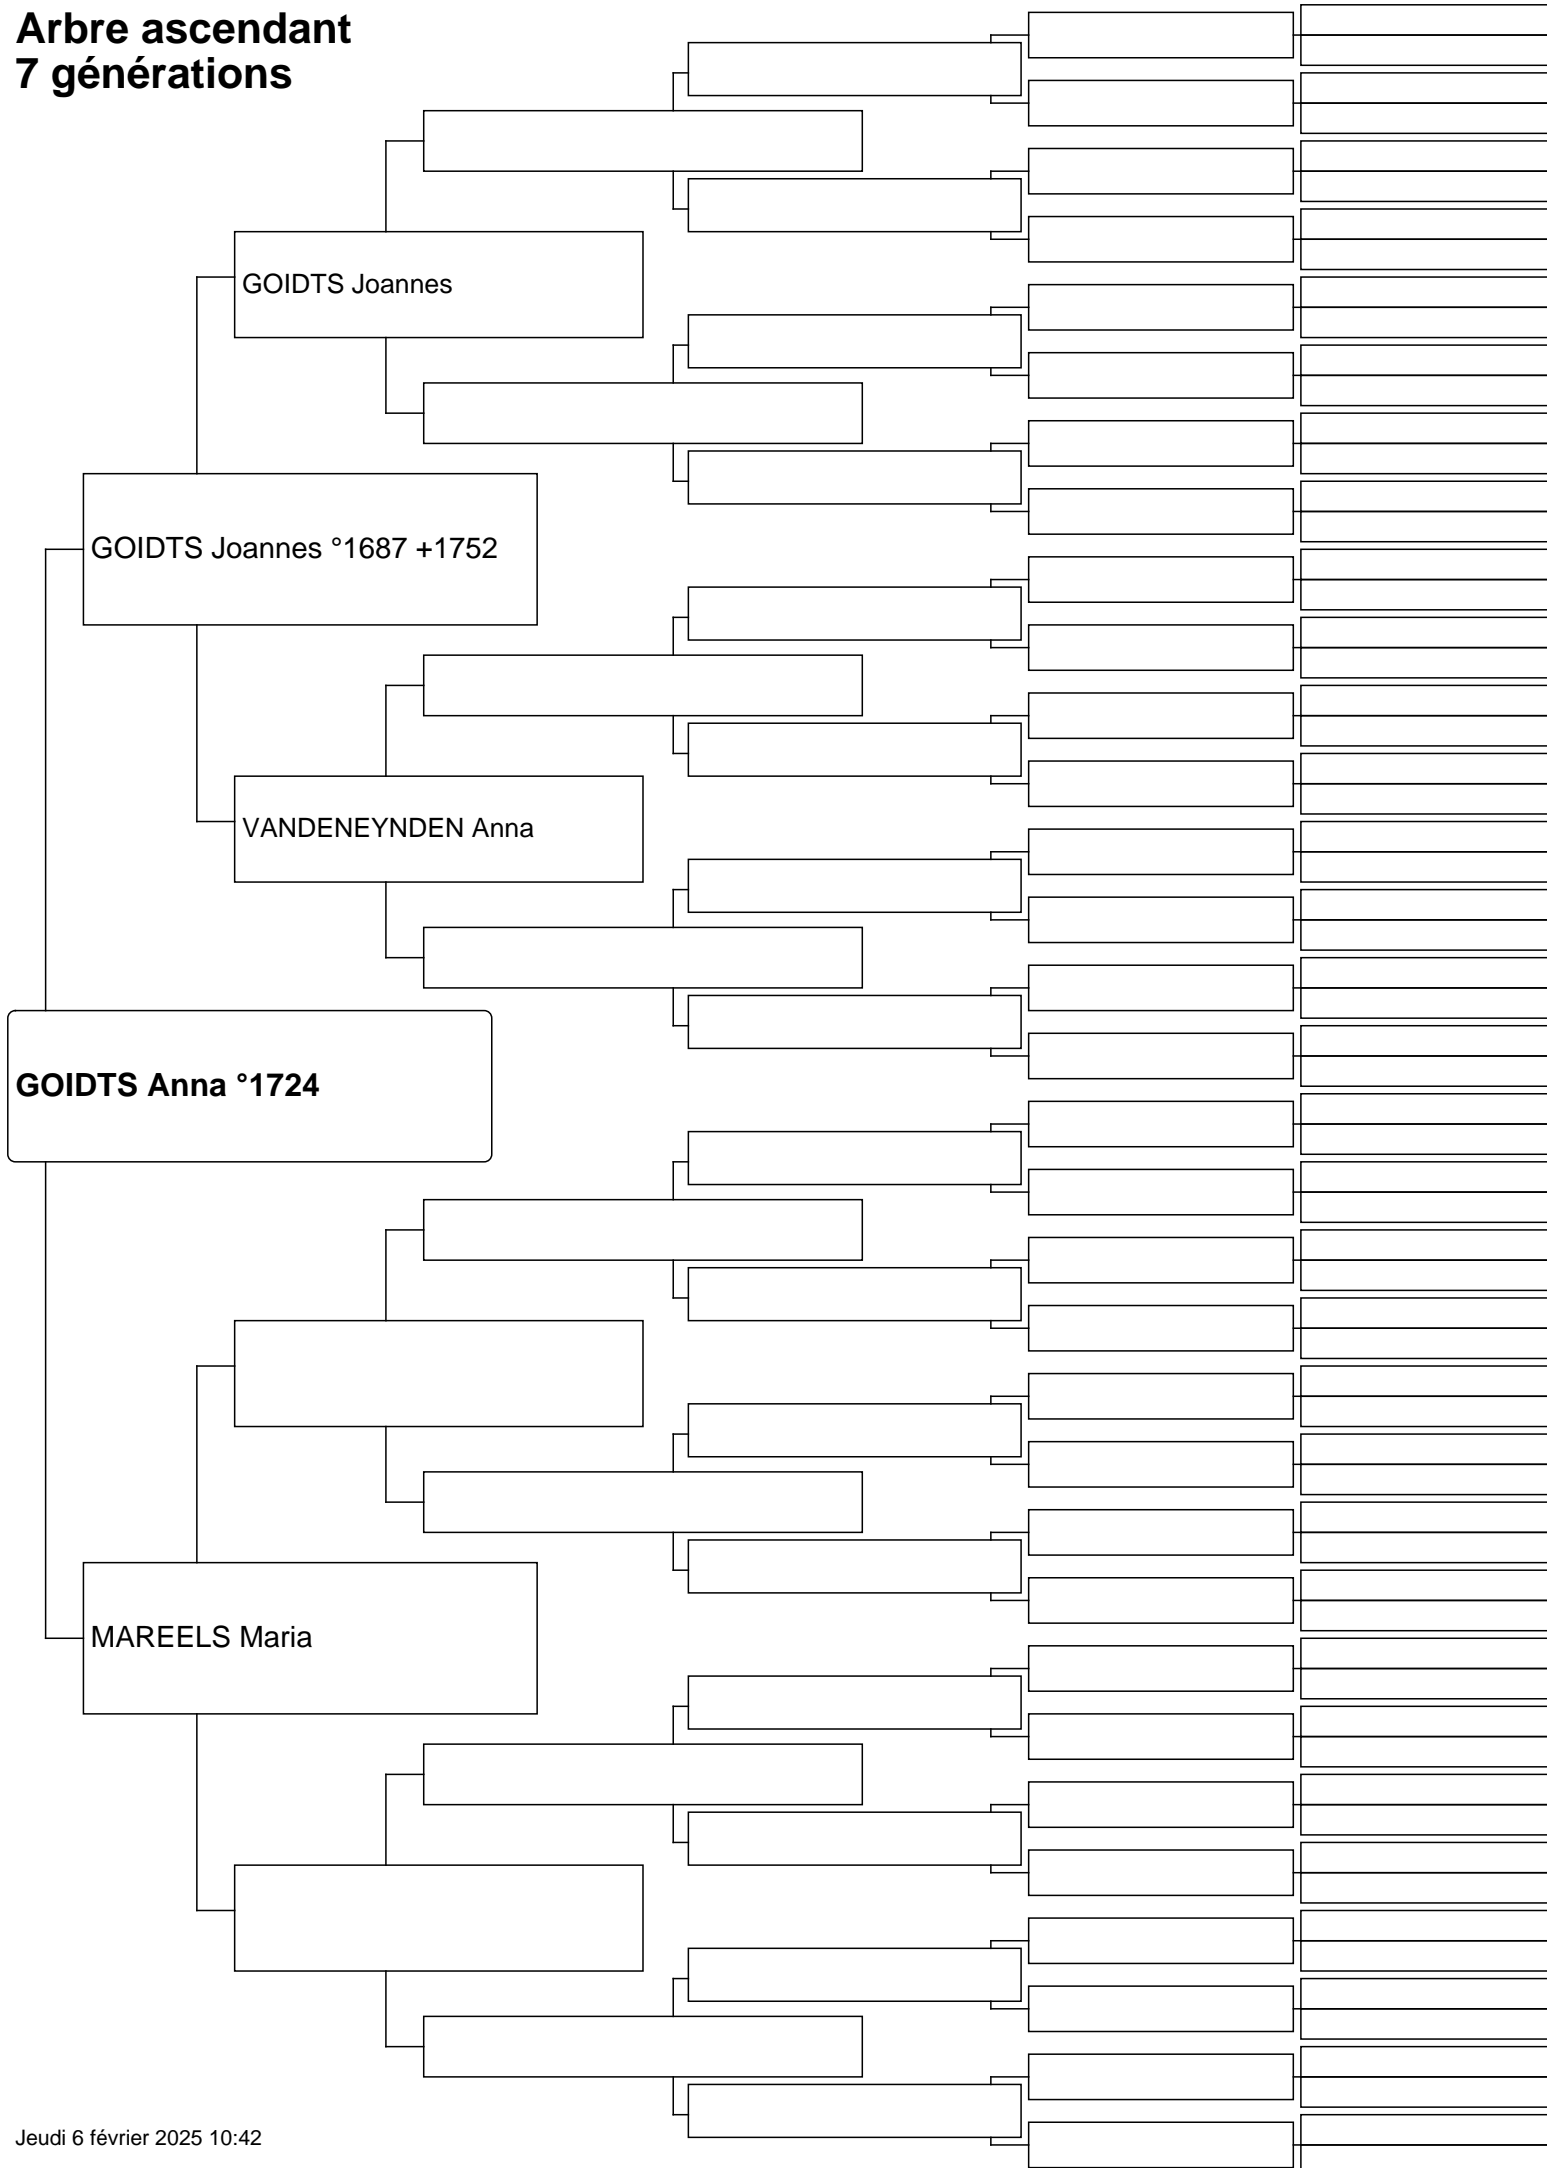 Arbre ascendant
7 générations
GOIDTS Joannes
GOIDTS Joannes °1687 +1752
VANDENEYNDEN Anna
GOIDTS Anna °1724
MAREELS Maria
Jeudi 6 février 2025 10:42